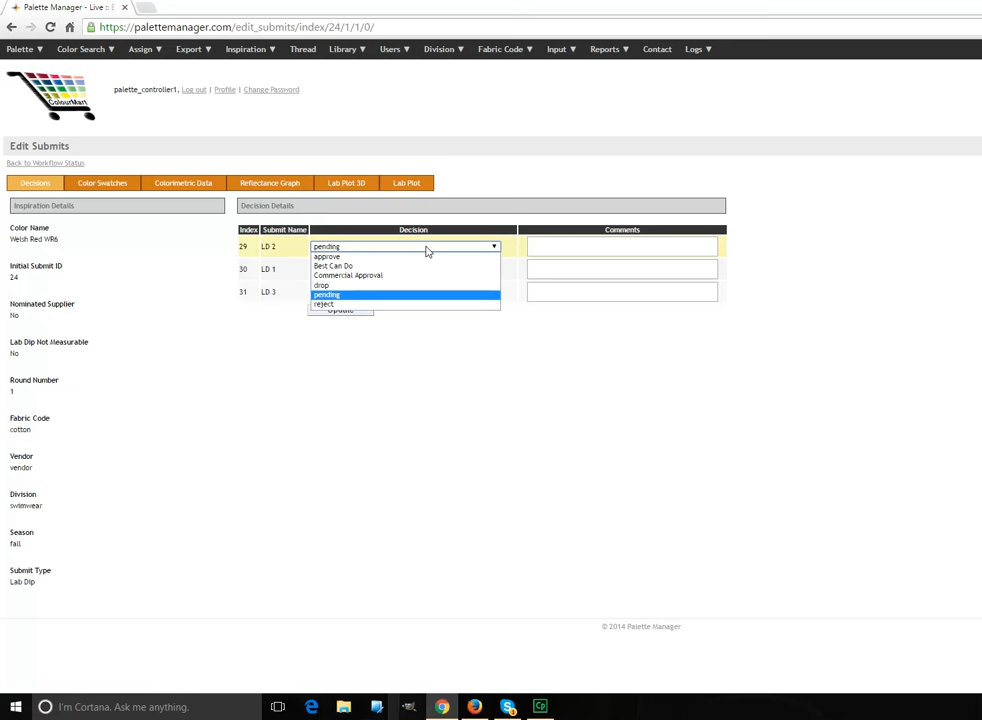 Palette Manager - Live ::
https://palettemanager.com/edit_submits/index/24/1/1/0/
Palette ▼ Color Search ▼ Assign ▼ Export ▼ Inspiration ▼ Thread Library ▼ Users ▼ Division ▼ Fabric Code ▼ Input ▼ Reports ▼ Contact Logs ▼
ColourMart
palette_controller1, Log out | Profile | Change Password
Edit Submits
Back to Workflow Status
Decisions Color Swatches Colorimetric Data Reflectance Graph Lab Plot 3D Lab Plot
Inspiration Details
Decision Details
Color Name
Welsh Red WR6
Initial Submit ID
24
Nominated Supplier
No
Lab Dip Not Measurable
No
Round Number
1
Fabric Code
cotton
Vendor
vendor
Division
swimwear
Season
fall
Submit Type
Lab Dip
Index Submit Name Decision Comments
29 LD 2 pending ▼
approve
Best Can Do
30 LD 1 Commercial Approval
drop
31 LD 3 pending
reject
Update
© 2014 Palette Manager
I'm Cortana. Ask me anything.
Cp